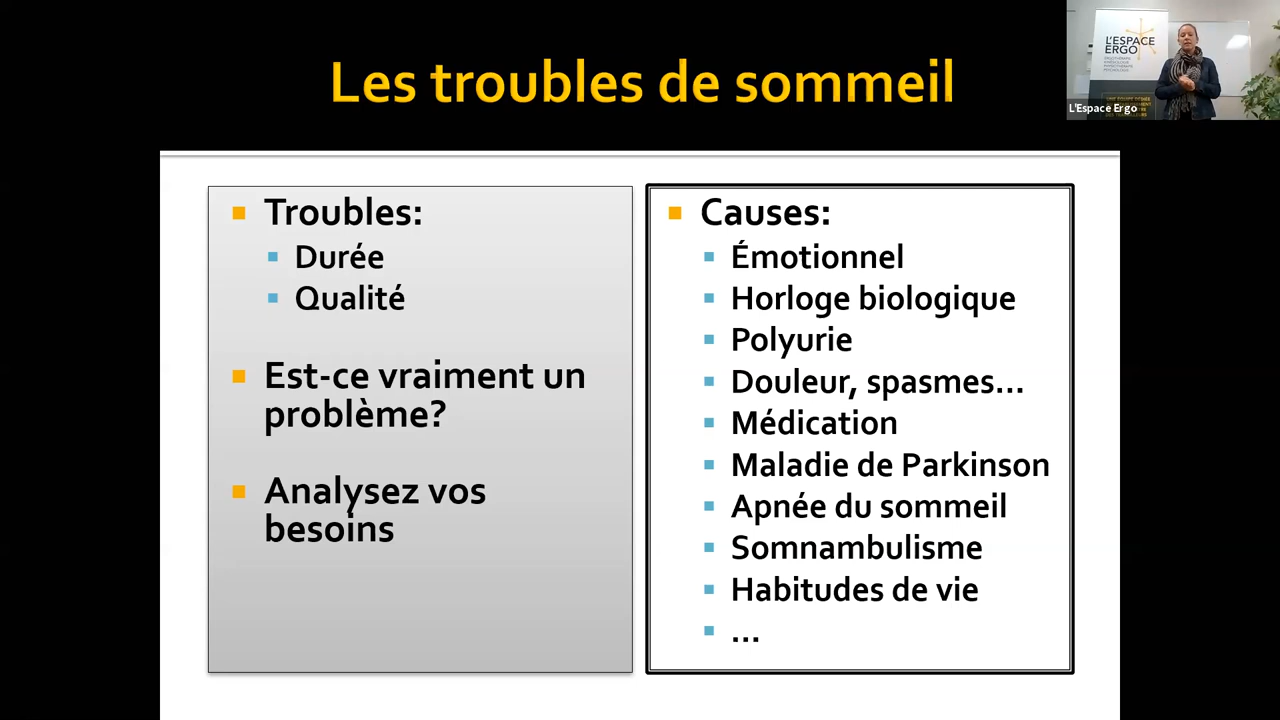 Les troubles de sommeil
L'ESPACE
ERGO
L'Espace Ergo
Troubles:
Durée
Qualité
Est-ce vraiment un
problème?
Analysez vos
besoins
Causes:
Émotionnel
Horloge biologique
Polyurie
Douleur, spasmes...
Médication
Maladie de Parkinson
Apnée du sommeil
Somnambulisme
Habitudes de vie
...